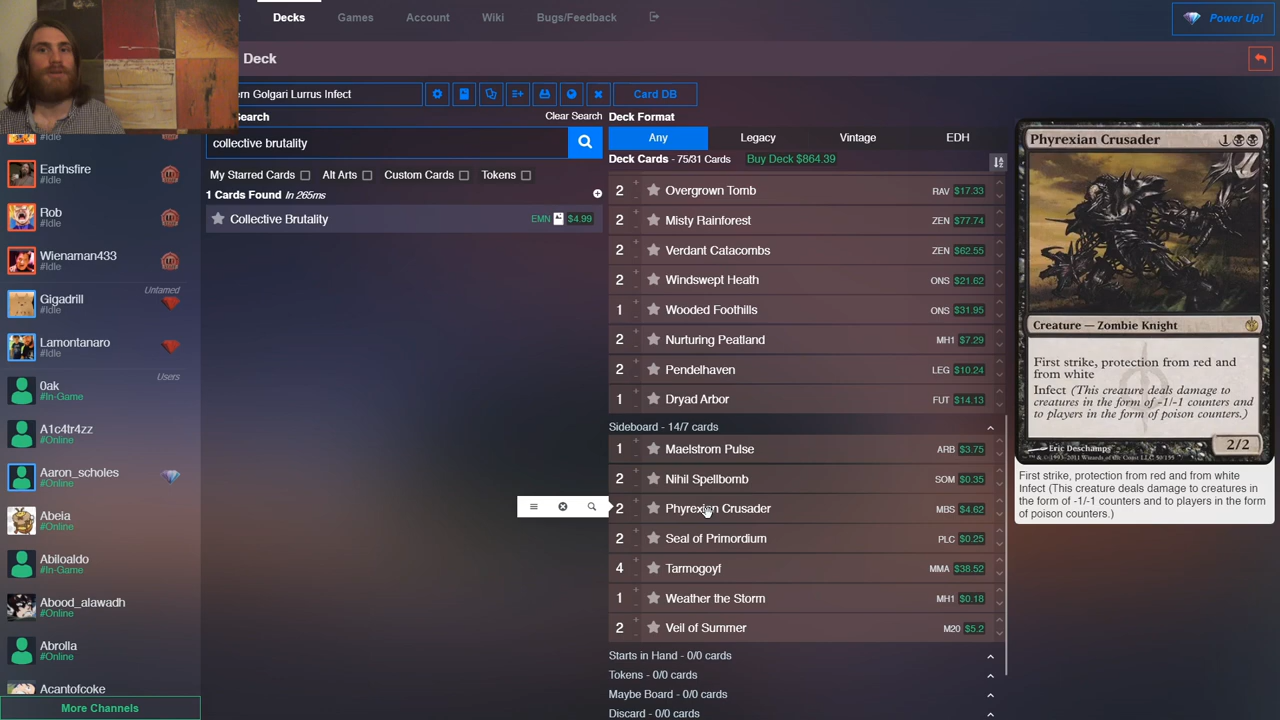 Decks
Games
Account
Wiki
Bugs/Feedback
Power Up!
Deck
ern Golgari Lurrus Infect
Card DB
Search
Clear Search
collective brutality
My Starred Cards
Alt Arts
Custom Cards
Tokens
1 Cards Found In 265ms
Collective Brutality EMN $4.99
#Idle
Earthsfire
#Idle
Rob
#Idle
Wienaman433
#Idle
Untamed
Gigadrill
#Idle
Lamontanaro
#Idle
Users
0ak
#In-Game
A1c4tr4zz
#Online
Aaron_scholes
#Online
Abeia
#Online
Abiloaldo
#In-Game
Abood_alawadh
#Online
Abrolla
#Online
Acantofcoke
More Channels
Deck Format
Any
Legacy
Vintage
EDH
Deck Cards - 75/31 Cards Buy Deck $864.39
2 Overgrown Tomb RAV $17.33
2 Misty Rainforest ZEN $77.74
2 Verdant Catacombs ZEN $62.55
2 Windswept Heath ONS $21.62
1 Wooded Foothills ONS $31.95
2 Nurturing Peatland MH1 $7.29
2 Pendelhaven LEG $10.24
1 Dryad Arbor FUT $14.13
Sideboard - 14/7 cards
1 Maelstrom Pulse ARB $3.75
2 Nihil Spellbomb SOM $0.35
2 Phyrexian Crusader MBS $4.62
2 Seal of Primordium PLC $0.25
4 Tarmogoyf MMA $38.52
1 Weather the Storm MH1 $0.18
2 Veil of Summer M20 $5.2
Starts in Hand - 0/0 cards
Tokens - 0/0 cards
Maybe Board - 0/0 cards
Discard - 0/0 cards
Phyrexian Crusader 1
Creature — Zombie Knight
First strike, protection from red and
from white
Infect (This creature deals damage to
creatures in the form of -1/-1 counters and
to players in the form of poison counters.)
Eric Deschamps
2/2
First strike, protection from red and from white
Infect (This creature deals damage to creatures
in the form of -1/-1 counters and to players in the form
of poison counters.)